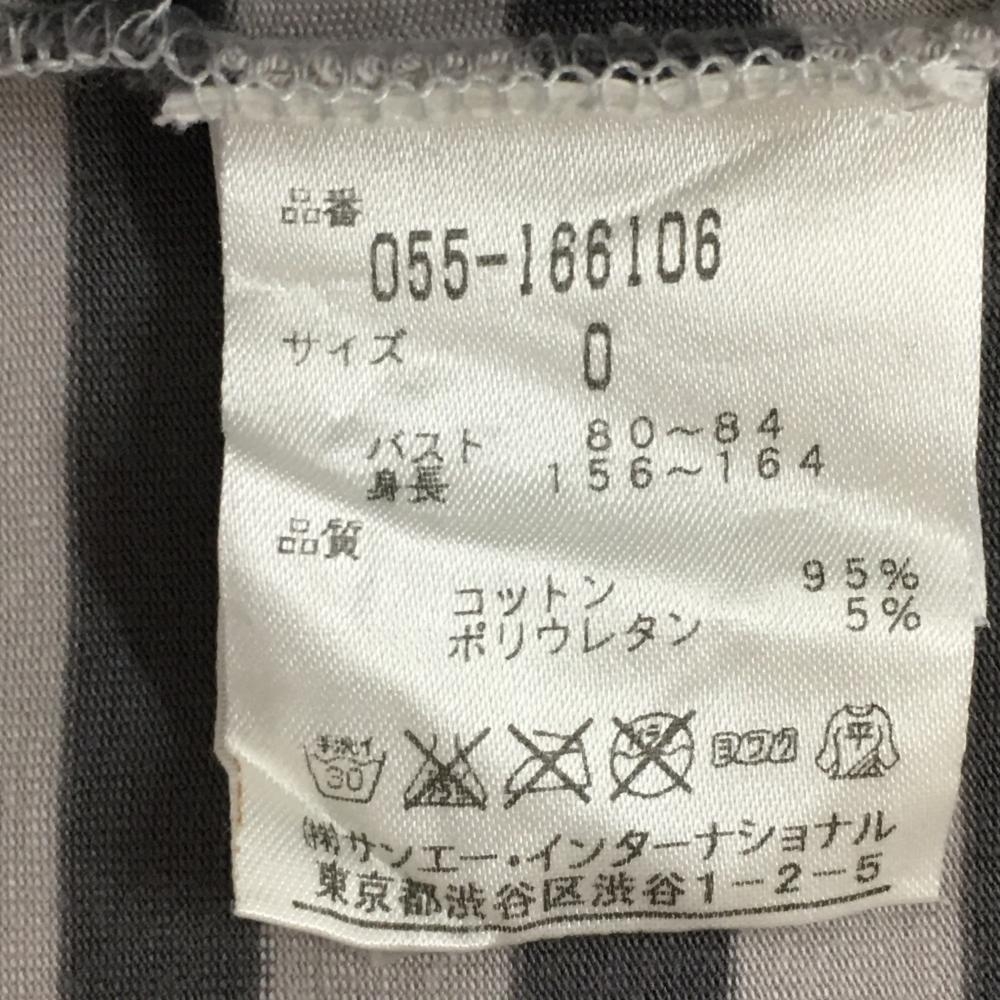 品番
055-166106
サイズ 0
バスト 80～84
身長 156～164
品質
コットン 95%
ポリウレタン 5%
手洗イ 30 ヨワク 平
(株)サンエー・インターナショナル
東京都渋谷区渋谷1-2-5